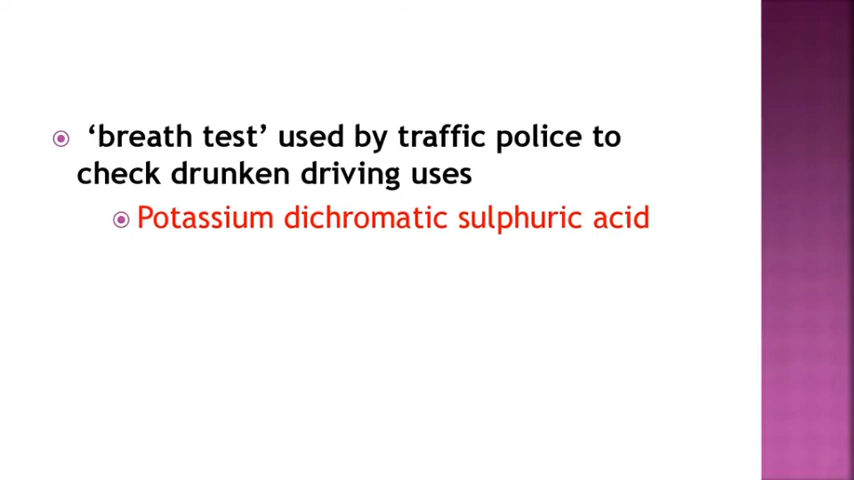 ‘breath test’ used by traffic police to
check drunken driving uses
Potassium dichromatic sulphuric acid